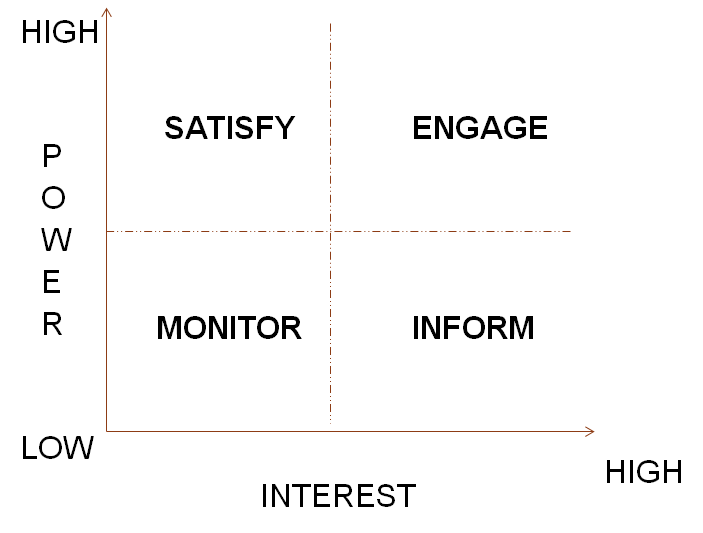 HIGH
SATISFY
ENGAGE
P
O
W
E
R
MONITOR
INFORM
LOW
HIGH
INTEREST